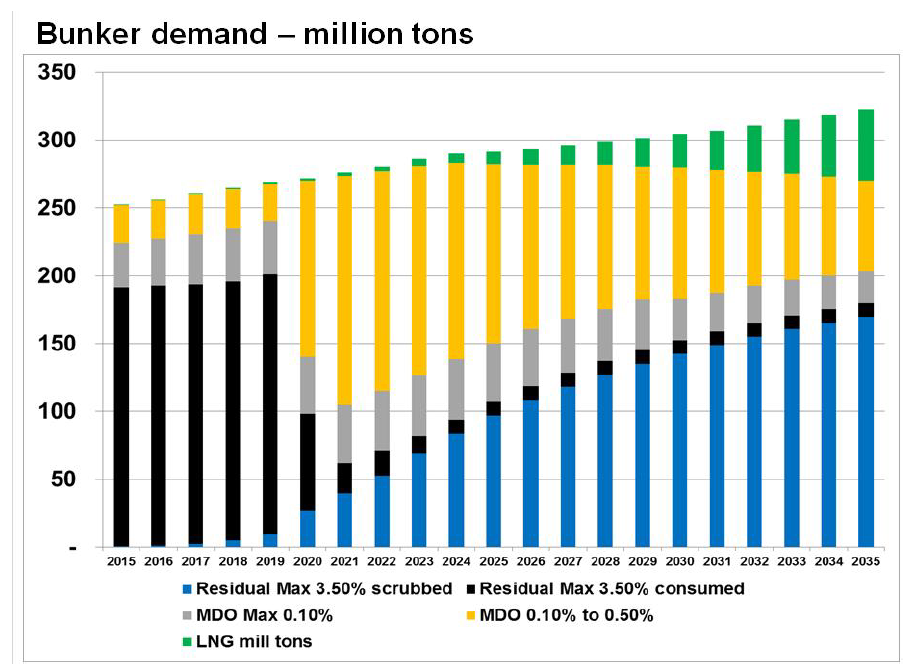 Bunker demand – million tons
350
300
250
200
150
100
50
-
2015 2016 2017 2018 2019 2020 2021 2022 2023 2024 2025 2026 2027 2028 2029 2030 2031 2032 2033 2034 2035
Residual Max 3.50% scrubbed Residual Max 3.50% consumed
MDO Max 0.10% MDO 0.10% to 0.50%
LNG mill tons